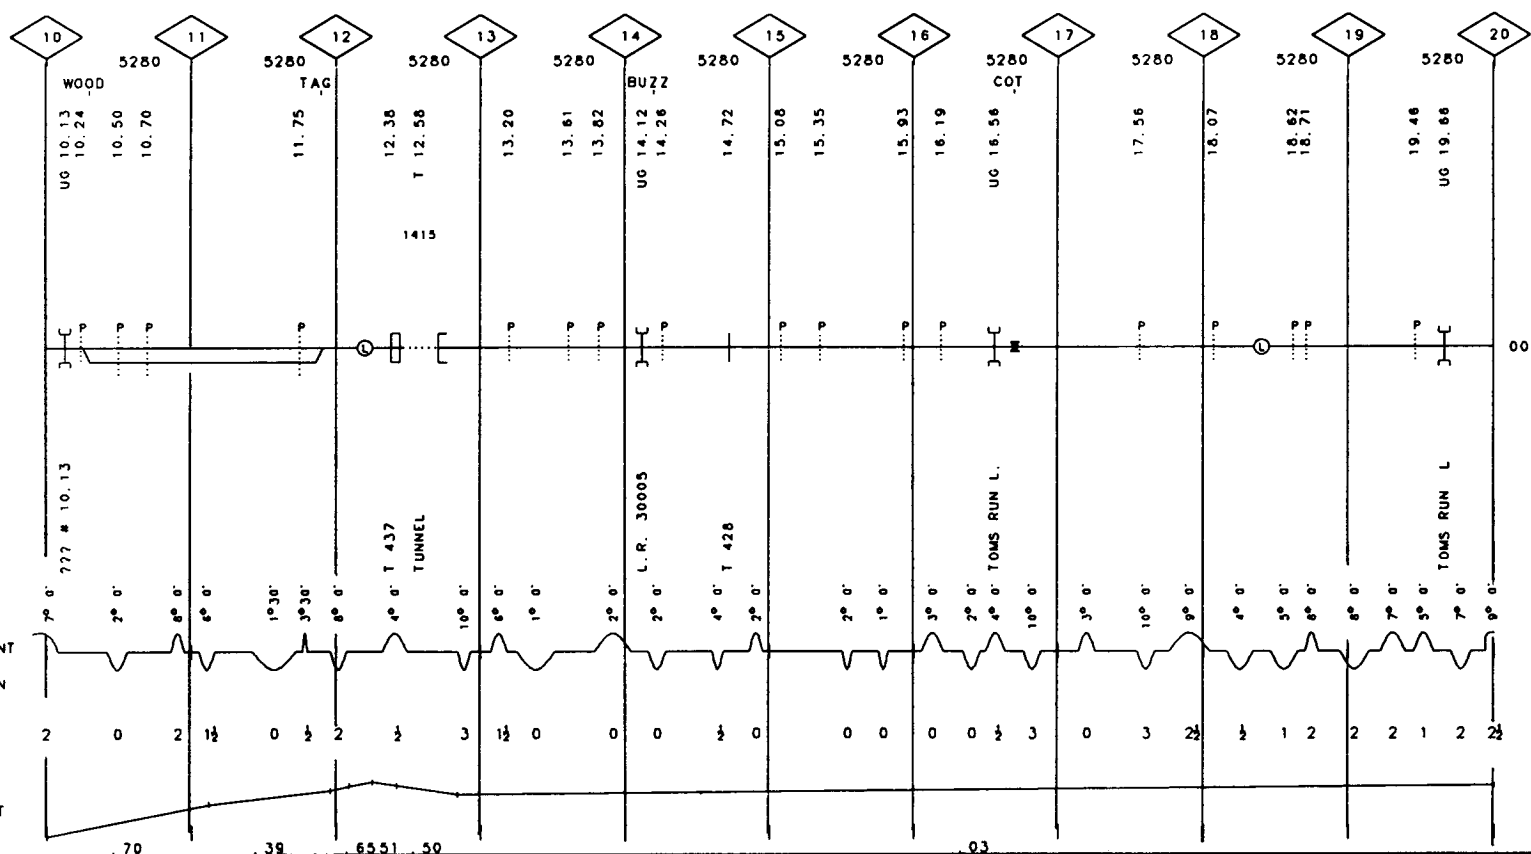 10 11 12 13 14 15 16 17 18 19 20
5280 5280 5280 5280 5280 5280 5280 5280 5280 5280
WOOD TAG BUZZ COT
UG 10.13 10.24 10.50 10.70 11.75 12.38 T 12.58 13.20 13.61 13.82 UG 14.12 14.26 14.72 15.08 15.35 15.93 16.19 UG 16.56 17.56 18.07 18.62 18.71 19.46 UG 19.66
1415
P P P P P P P P P P P P P P P P P P
L L
00
??? # 10.13 T 437 TUNNEL L.R. 30005 T 428 TOMS RUN L. TOMS RUN L
7° 0' 2° 0' 8° 0' 6° 0' 1°30' 3°30' 8° 0' 4° 0' 10° 0' 6° 0' 1° 0' 2° 0' 2° 0' 4° 0' 2° 0' 2° 0' 1° 0' 3° 0' 2° 0' 4° 0' 10° 0' 3° 0' 10° 0' 9° 0' 4° 0' 5° 0' 8° 0' 8° 0' 7° 0' 5° 0' 7° 0' 9° 0'
NT
N
2 0 2 1½ 0 ½ 2 ½ 3 1½ 0 0 0 ½ 0 0 0 0 0 ½ 3 0 3 2½ ½ 1 2 2 2 1 2 2½
T
.70 .39 .65 .51 .50 .03